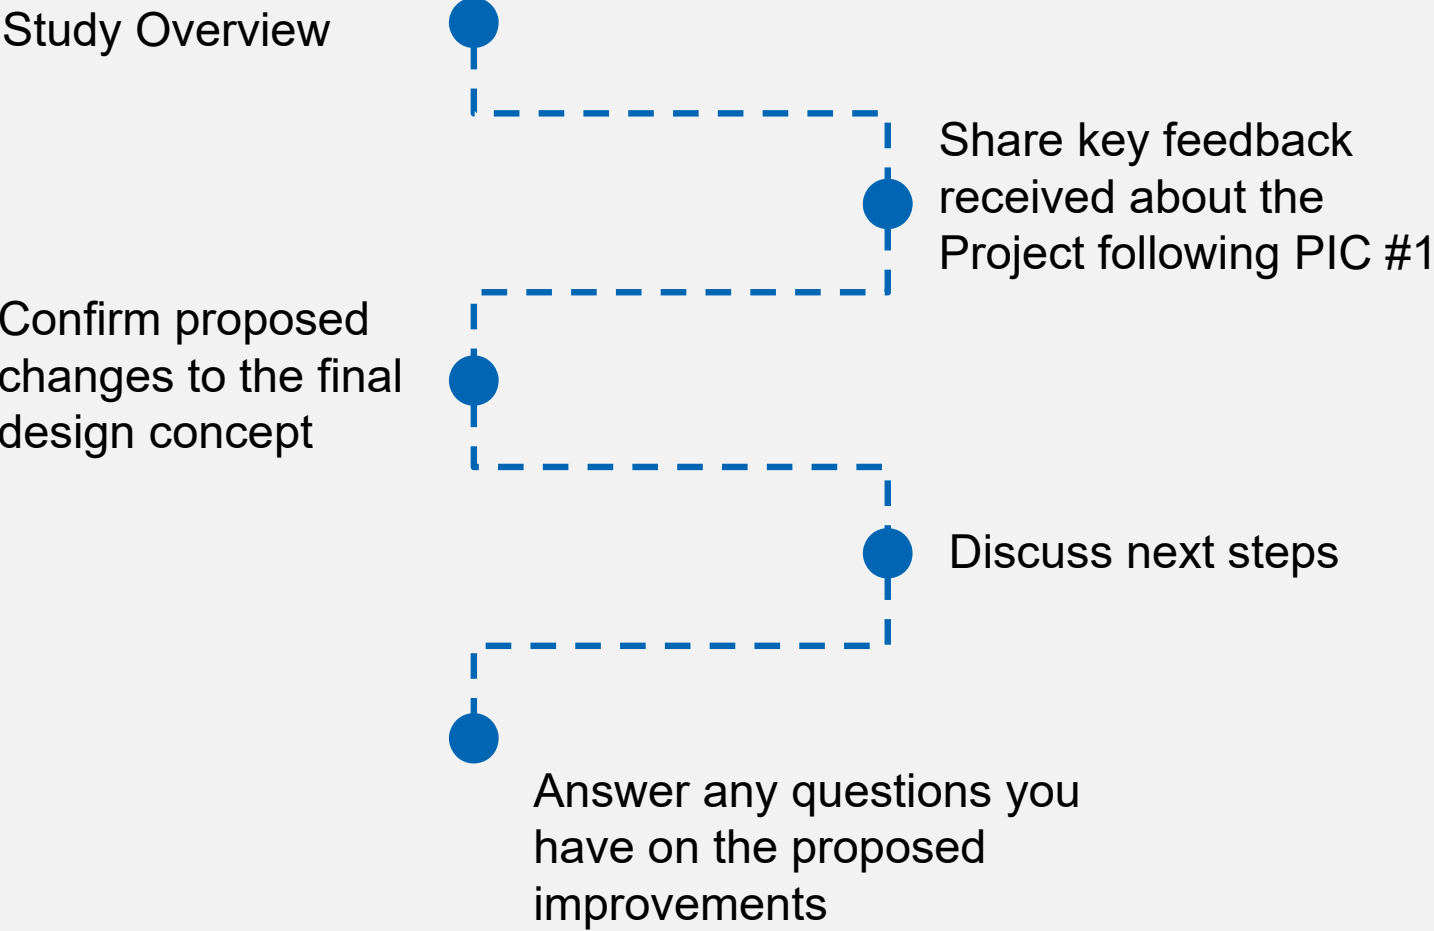 Study Overview
Share key feedback
received about the
Project following PIC #1
Confirm proposed
changes to the final
design concept
Discuss next steps
Answer any questions you
have on the proposed
improvements